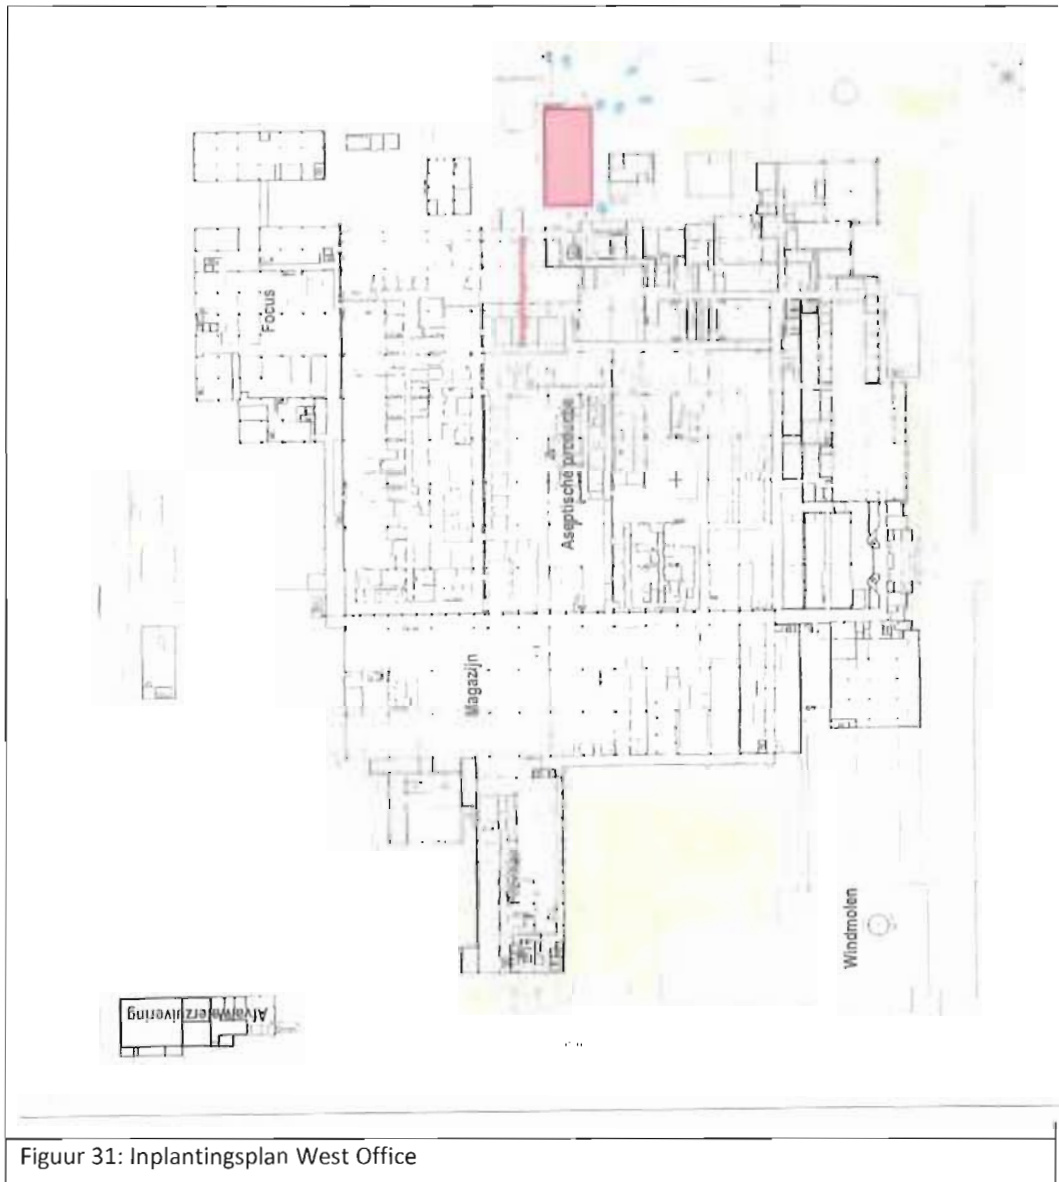 Focus
Aseptische productie
Magazijn
Windmolen
Afvalwaterzuivering
Figuur 31: Inplantingsplan West Office